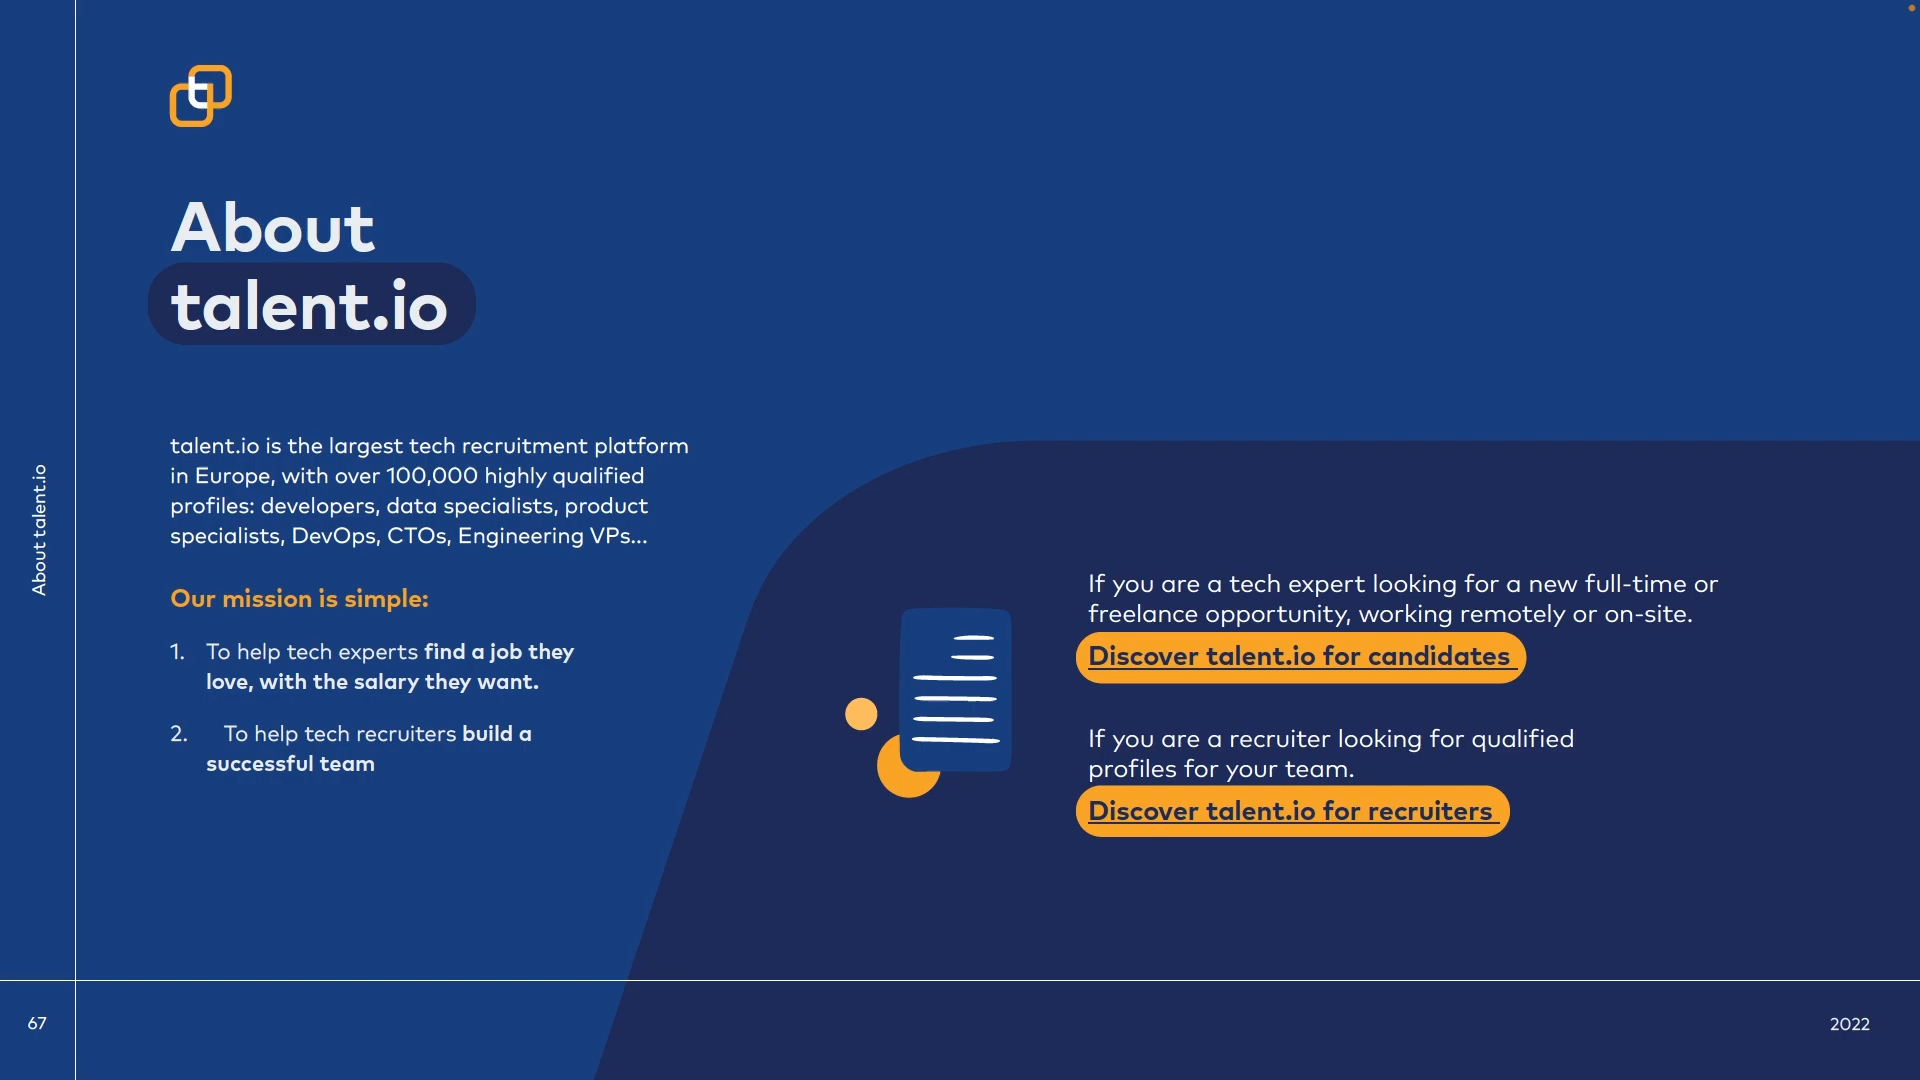 t
About
talent.io
talent.io is the largest tech recruitment platform
in Europe, with over 100,000 highly qualified
profiles: developers, data specialists, product
specialists, DevOps, CTOs, Engineering VPs...
Our mission is simple:
1. To help tech experts find a job they
love, with the salary they want.
2. To help tech recruiters build a
successful team
If you are a tech expert looking for a new full-time or
freelance opportunity, working remotely or on-site.
Discover talent.io for candidates
If you are a recruiter looking for qualified
profiles for your team.
Discover talent.io for recruiters
About talent.io
67
2022